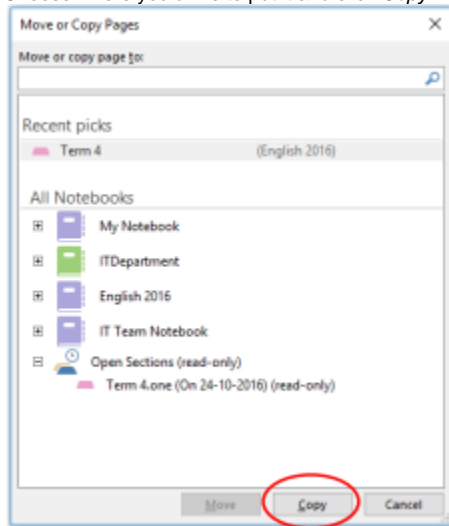 Move or Copy Pages
Move or copy page to:
Recent picks
Term 4 (English 2016)
All Notebooks
My Notebook
ITDepartment
English 2016
IT Team Notebook
Open Sections (read-only)
Term 4.one (On 24-10-2016) (read-only)
Move Copy Cancel